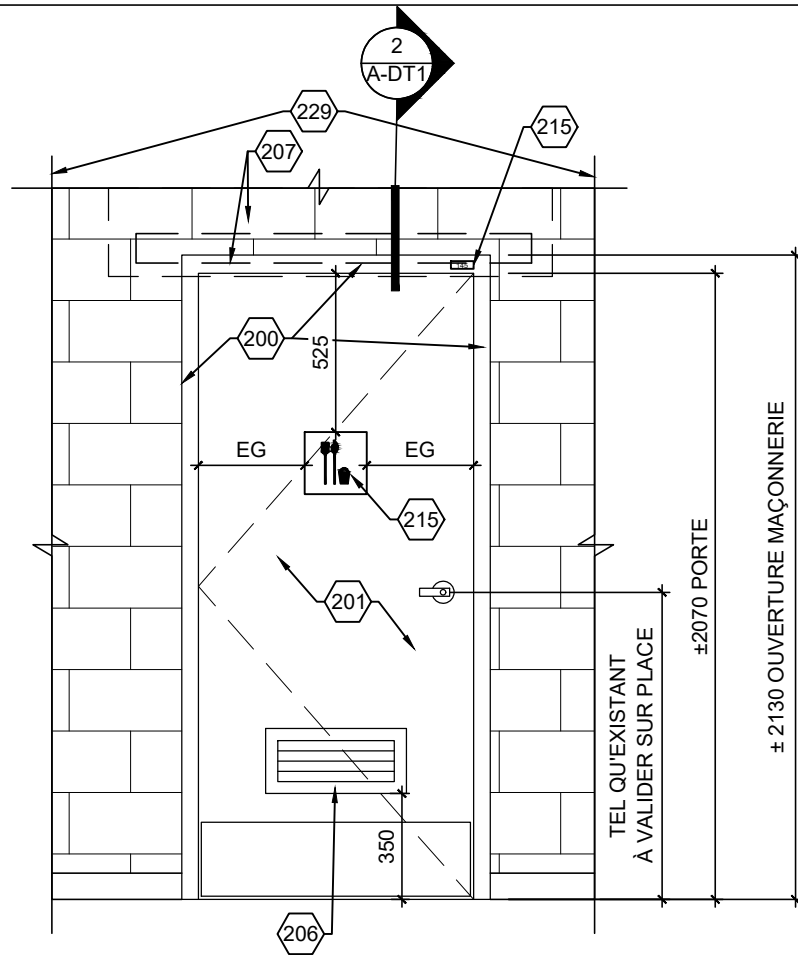 2
A-DT1
229
215
207
200
525
EG
EG
215
201
±2070 PORTE
± 2130 OUVERTURE MAÇONNERIE
TEL QU'EXISTANT
À VALIDER SUR PLACE
350
206